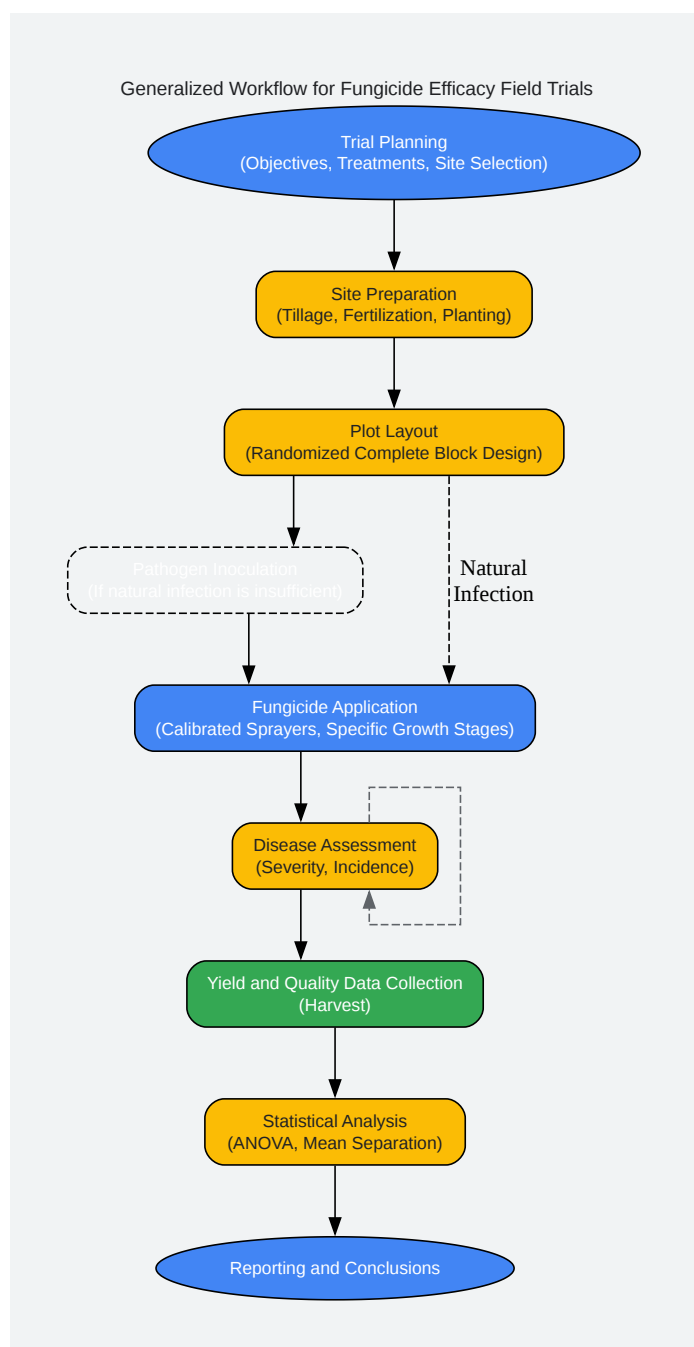 Generalized Workflow for Fungicide Efficacy Field Trials
Trial Planning
(Objectives, Treatments, Site Selection)
Site Preparation
(Tillage, Fertilization, Planting)
Plot Layout
(Randomized Complete Block Design)
Pathogen Inoculation
(If natural infection is insufficient)
Natural
Infection
Fungicide Application
(Calibrated Sprayers, Specific Growth Stages)
Disease Assessment
(Severity, Incidence)
Yield and Quality Data Collection
(Harvest)
Statistical Analysis
(ANOVA, Mean Separation)
Reporting and Conclusions